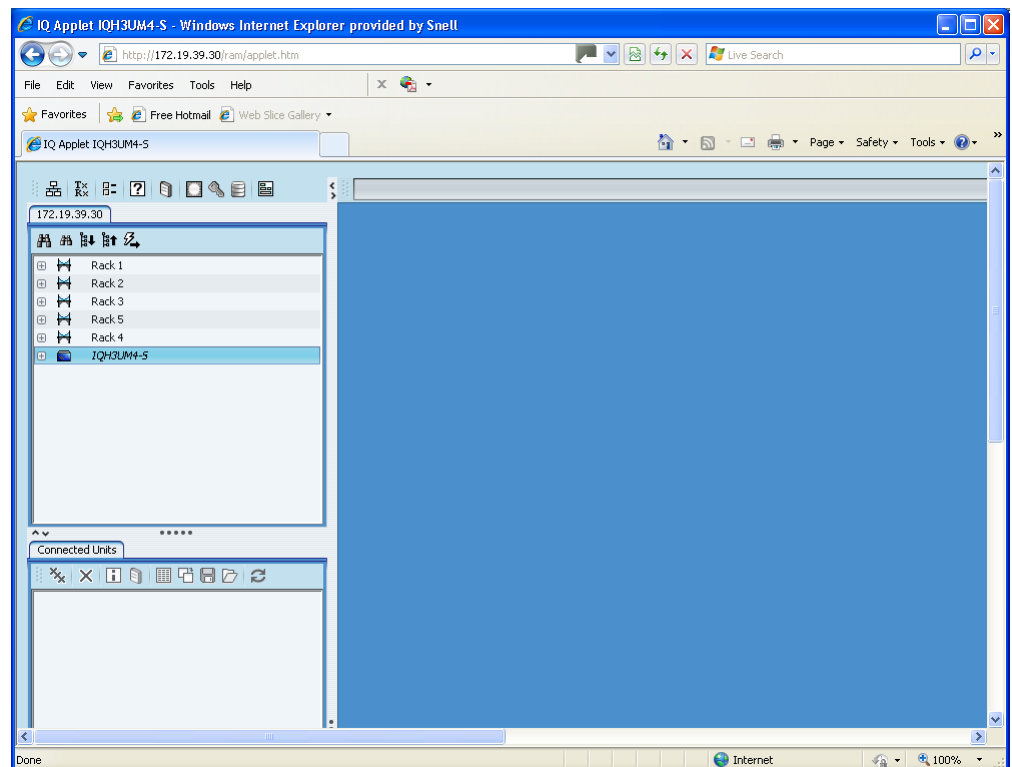 IQ Applet IQH3UM4-S - Windows Internet Explorer provided by Snell
http://172.19.39.30/ram/applet.htm
Live Search
File Edit View Favorites Tools Help
x
Favorites Free Hotmail Web Slice Gallery
IQ Applet IQH3UM4-S
Page Safety Tools »
Tx Rx
172.19.39.30
Rack 1
Rack 2
Rack 3
Rack 5
Rack 4
IQH3UM4-S
Connected Units
Done Internet 100%